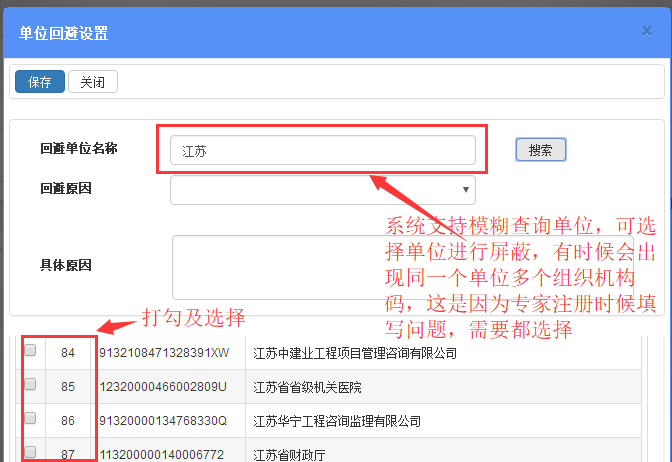 单位回避设置 ×
保存 关闭
回避单位名称 江苏 搜索
回避原因
系统支持模糊查询单位，可选
择单位进行屏蔽，有时候会出
现同一个单位多个组织机构
码，这是因为专家注册时候填
写问题，需要都选择
具体原因
打勾及选择
84 9132108471328391XW 江苏中建业工程项目管理咨询有限公司
85 12320000466002809U 江苏省省级机关医院
86 91320000134768330Q 江苏华宁工程咨询监理有限公司
87 113200000140006772 江苏省财政厅